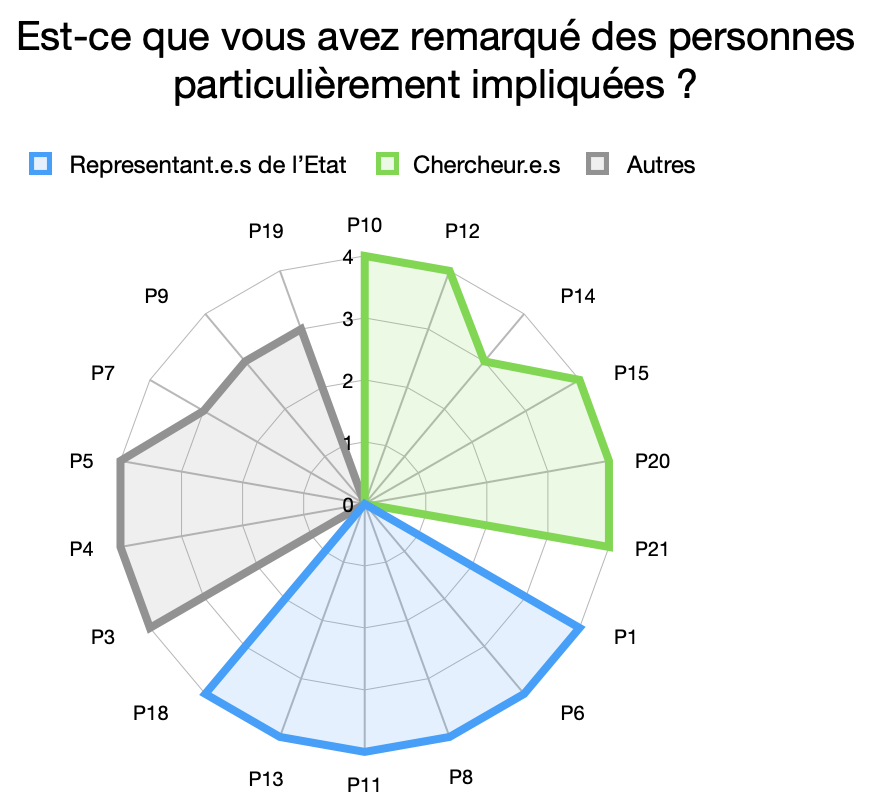 Est-ce que vous avez remarqué des personnes
particulièrement impliquées ?
Representant.e.s de l’Etat
Chercheur.e.s
Autres
P10
P12
P14
P15
P20
P21
P1
P6
P8
P11
P13
P18
P3
P4
P5
P7
P9
P19
4
3
2
1
0